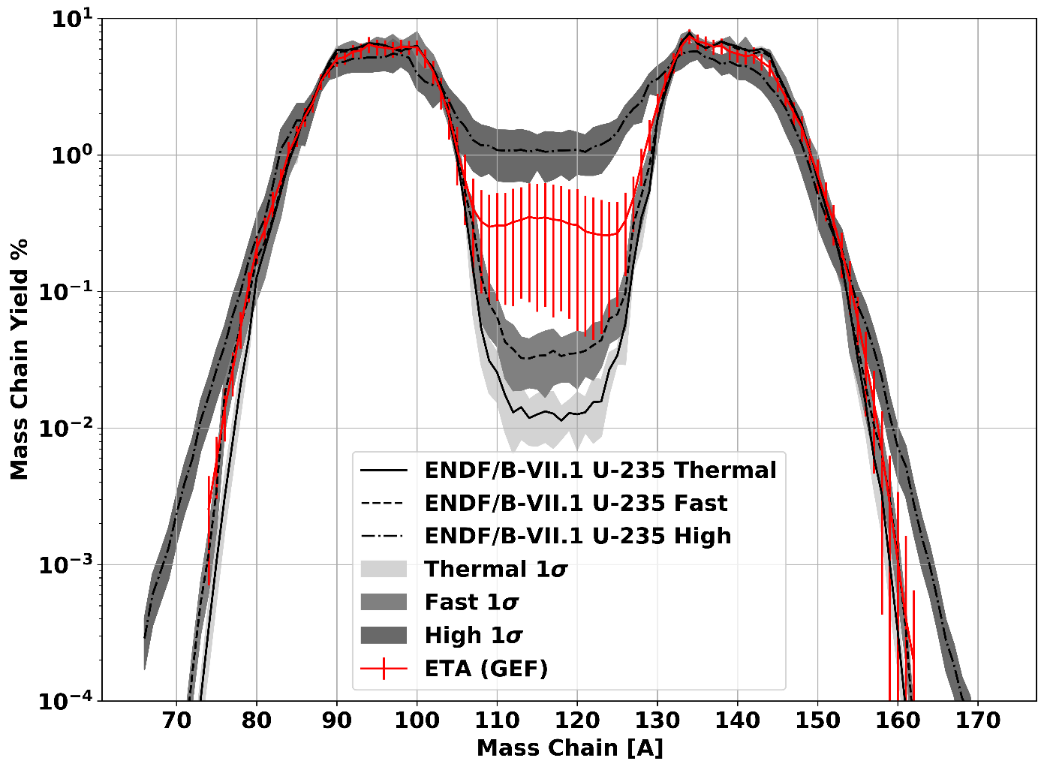 10¹
10⁰
10⁻¹
10⁻²
10⁻³
10⁻⁴
Mass Chain Yield %
ENDF/B-VII.1 U-235 Thermal
ENDF/B-VII.1 U-235 Fast
ENDF/B-VII.1 U-235 High
Thermal 1σ
Fast 1σ
High 1σ
ETA (GEF)
70 80 90 100 110 120 130 140 150 160 170
Mass Chain [A]